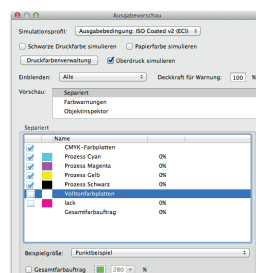 Ausgabevorschau
Simulationsprofil: Ausgabebedingung: ISO Coated v2 (ECI)
Schwarze Druckfarbe simulieren Papierfarbe simulieren
Druckfarbenverwaltung Überdruck simulieren
Einblenden: Alle Deckkraft für Warnung: 100 %
Vorschau: Separiert
Farbwarnungen
Objektinspektor
Separiert
Name
CMYK-Farbplatten
Prozess Cyan 0%
Prozess Magenta 0%
Prozess Gelb 0%
Prozess Schwarz 0%
Volltonfarbplatten
lack 0%
Gesamtfarbauftrag 0%
Beispielgröße: Punktbeispiel
Gesamtfarbauftrag 280 %